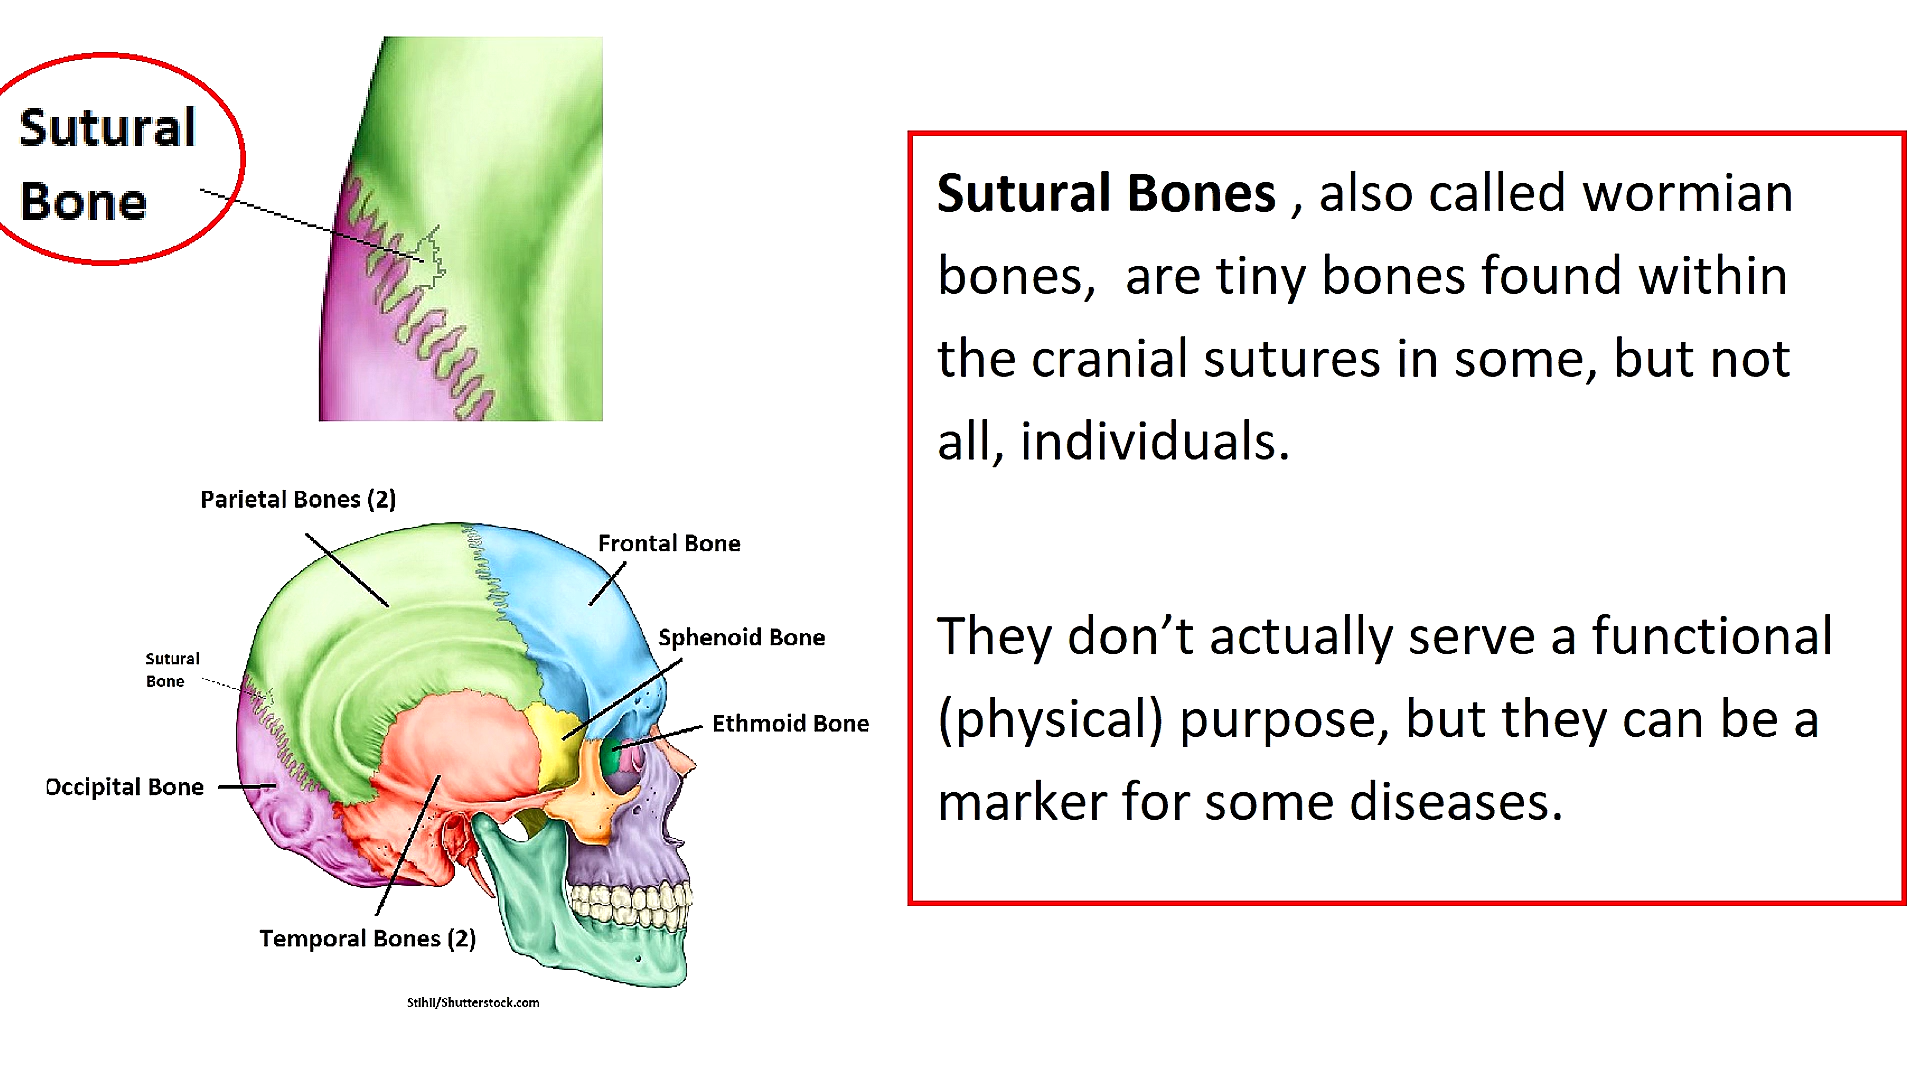 Sutural
Bone
Sutural Bones , also called wormian
bones,  are tiny bones found within
the cranial sutures in some, but not
all, individuals.
They don’t actually serve a functional
(physical) purpose, but they can be a
marker for some diseases.
Parietal Bones (2)
Frontal Bone
Sphenoid Bone
Sutural
Bone
Ethmoid Bone
Occipital Bone
Temporal Bones (2)
Stihii/Shutterstock.com